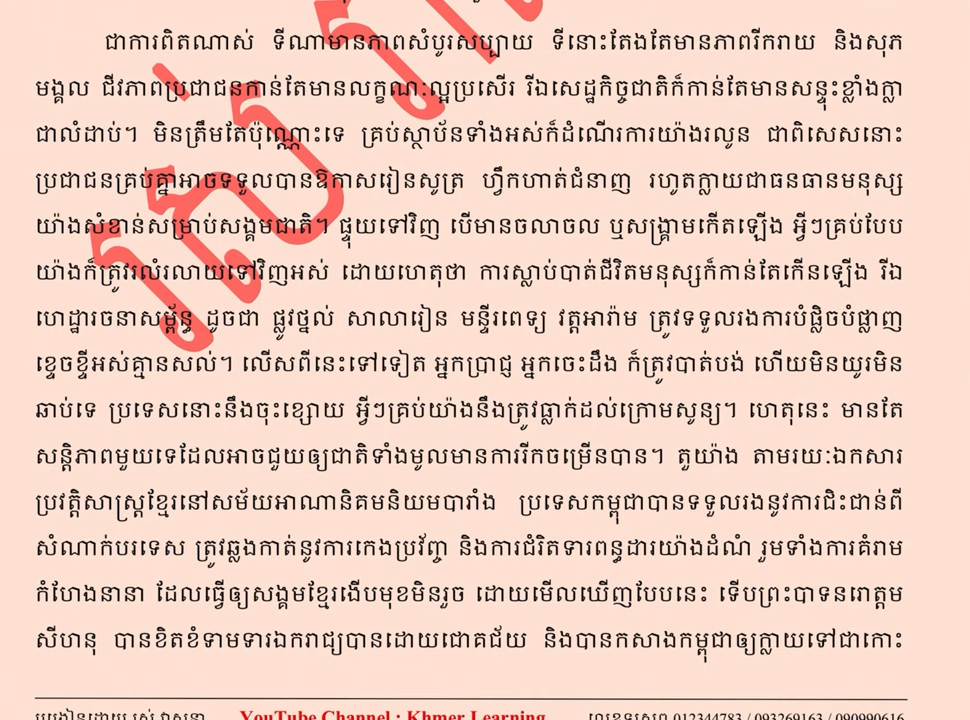 ជាការពិតណាស់ ទីណាមានភាពសំបូរសប្បាយ ទីនោះតែងតែមានភាពរីករាយ និងសុភ
មង្គល ជីវភាពប្រជាជនកាន់តែមានលក្ខណៈល្អប្រសើរ រីឯសេដ្ឋកិច្ចជាតិក៏កាន់តែមានសន្ទុះខ្លាំងក្លា
ជាលំដាប់។ មិនត្រឹមតែប៉ុណ្ណោះទេ គ្រប់ស្ថាប័នទាំងអស់ក៏ដំណើរការយ៉ាងរលូន ជាពិសេសនោះ
ប្រជាជនគ្រប់គ្នាអាចទទួលបានឱកាសរៀនសូត្រ ហ្វឹកហាត់ជំនាញ រហូតក្លាយជាធនធានមនុស្ស
យ៉ាងសំខាន់សម្រាប់សង្គមជាតិ។ ផ្ទុយទៅវិញ បើមានចលាចល ឬសង្គ្រាមកើតឡើង អ្វីៗគ្រប់បែប
យ៉ាងក៏ត្រូវរលំរលាយទៅវិញអស់ ដោយហេតុថា ការស្លាប់បាត់ជីវិតមនុស្សក៏កាន់តែកើនឡើង រីឯ
ហេដ្ឋារចនាសម្ព័ន្ធ ដូចជា ផ្លូវថ្នល់ សាលារៀន មន្ទីរពេទ្យ វត្តអារ៉ាម ត្រូវទទួលរងការបំផ្លិចបំផ្លាញ
ខ្ទេចខ្ទីអស់គ្មានសល់។ លើសពីនេះទៅទៀត អ្នកប្រាជ្ញ អ្នកចេះដឹង ក៏ត្រូវបាត់បង់ ហើយមិនយូរមិន
ឆាប់ទេ ប្រទេសនោះនឹងចុះខ្សោយ អ្វីៗគ្រប់យ៉ាងនឹងត្រូវធ្លាក់ដល់ក្រោមសូន្យ។ ហេតុនេះ មានតែ
សន្តិភាពមួយទេដែលអាចជួយឲ្យជាតិទាំងមូលមានការរីកចម្រើនបាន។ តួយ៉ាង តាមរយៈឯកសារ
ប្រវត្តិសាស្ត្រខ្មែរនៅសម័យអាណានិគមនិយមបារាំង ប្រទេសកម្ពុជាបានទទួលរងនូវការជិះជាន់ពី
សំណាក់បរទេស ត្រូវឆ្លងកាត់នូវការកេងប្រវ័ញ្ច និងការជំរិតទារពន្ធដារយ៉ាងដំណំ រួមទាំងការគំរាម
កំហែងនានា ដែលធ្វើឲ្យសង្គមខ្មែរងើបមុខមិនរួច ដោយមើលឃើញបែបនេះ ទើបព្រះបាទនរោត្តម
សីហនុ បានខិតខំទាមទារឯករាជ្យបានដោយជោគជ័យ និងបានកសាងកម្ពុជាឲ្យក្លាយទៅជាកោះ
YouTube Channel : Khmer Learning លេខទូរសព្ទ 012344783 / 093269163 / 090990616